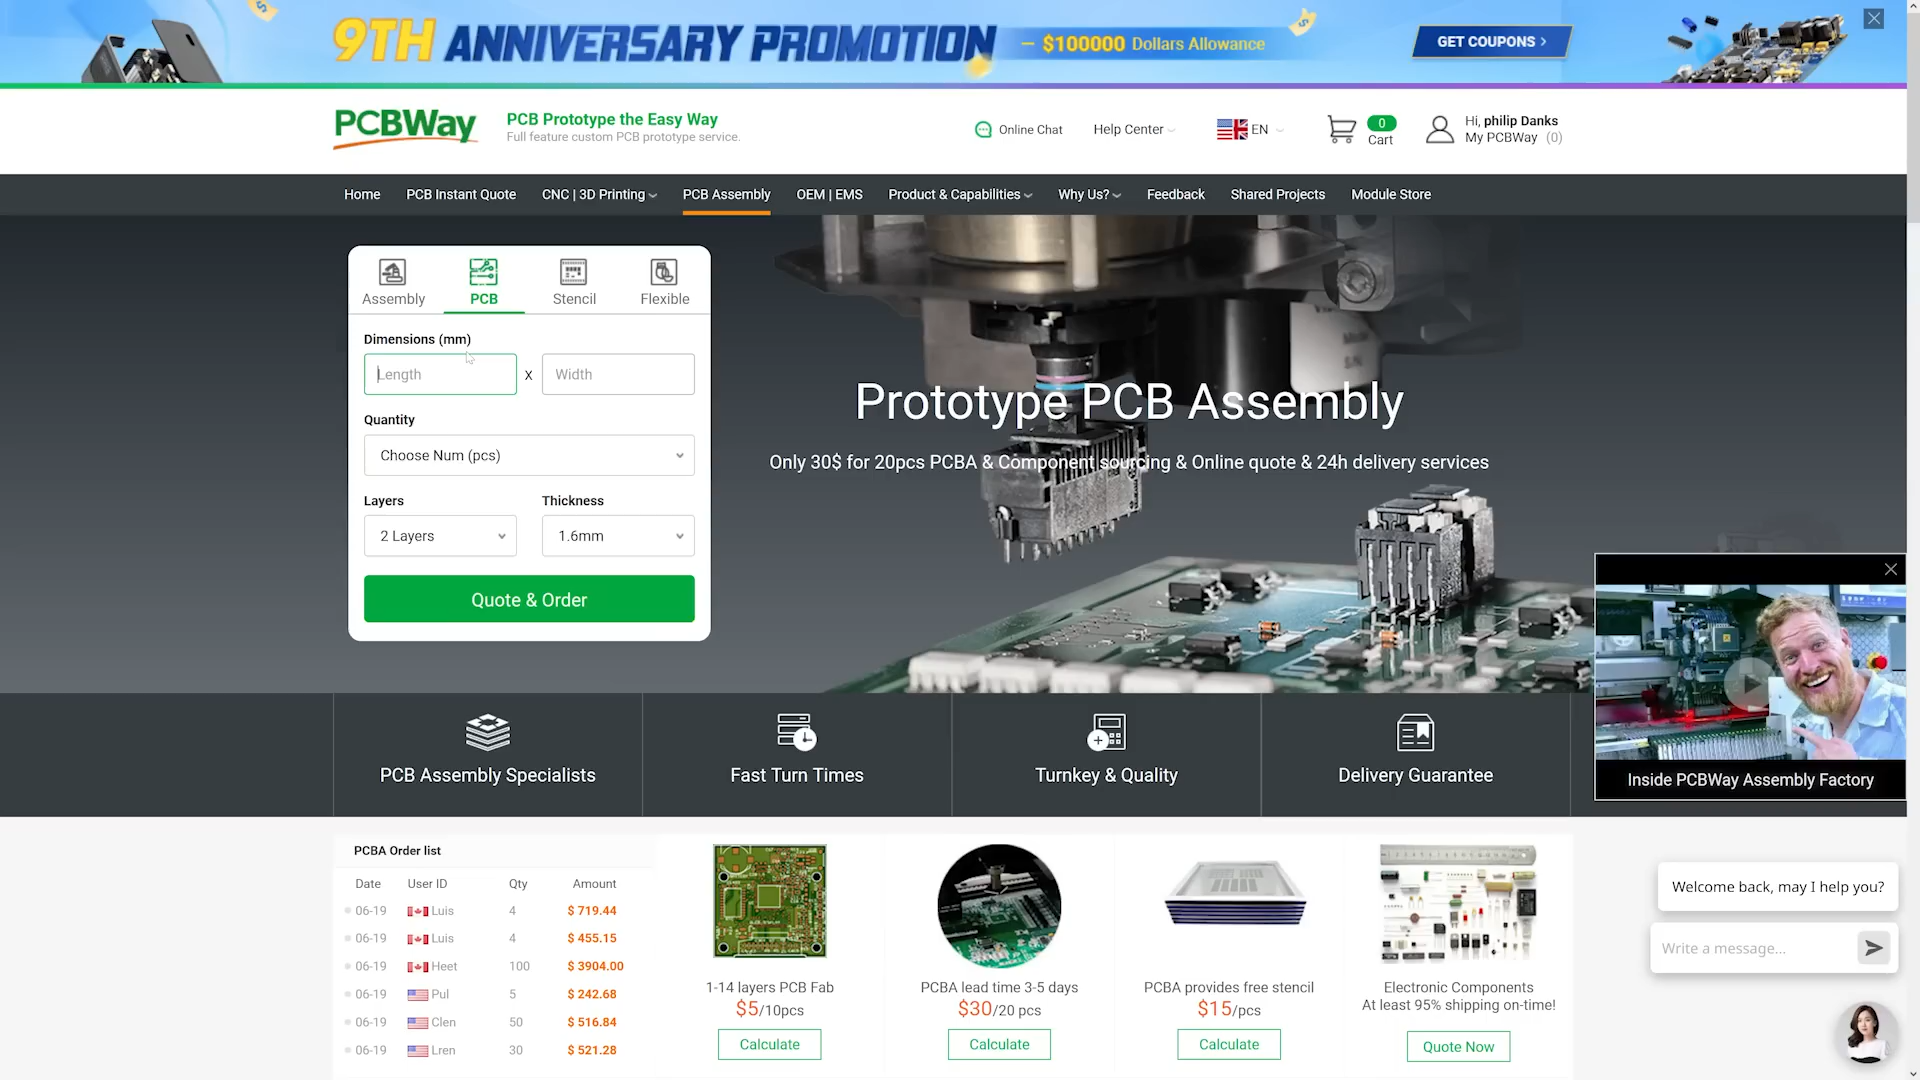 9TH ANNIVERSARY PROMOTION
– $100000 Dollars Allowance
GET COUPONS >
PCBWay
PCB Prototype the Easy Way
Full feature custom PCB prototype service.
Online Chat
Help Center
EN
0
Cart
Hi, philip Danks
My PCBWay (0)
Home
PCB Instant Quote
CNC | 3D Printing
PCB Assembly
OEM | EMS
Product & Capabilities
Why Us?
Feedback
Shared Projects
Module Store
Assembly
PCB
Stencil
Flexible
Dimensions (mm)
Length
X
Width
Quantity
Choose Num (pcs)
Layers
Thickness
2 Layers
1.6mm
Quote & Order
Prototype PCB Assembly
Only 30$ for 20pcs PCBA & Component sourcing & Online quote & 24h delivery services
Inside PCBWay Assembly Factory
PCB Assembly Specialists
Fast Turn Times
Turnkey & Quality
Delivery Guarantee
PCBA Order list
Date User ID Qty Amount
06-19 Luis 4 $ 719.44
06-19 Luis 4 $ 455.15
06-19 Heet 100 $ 3904.00
06-19 Pul 5 $ 242.68
06-19 Clen 50 $ 516.84
06-19 Lren 30 $ 521.28
1-14 layers PCB Fab
$5/10pcs
Calculate
PCBA lead time 3-5 days
$30/20 pcs
Calculate
PCBA provides free stencil
$15/pcs
Calculate
Electronic Components
At least 95% shipping on-time!
Quote Now
Welcome back, may I help you?
Write a message...